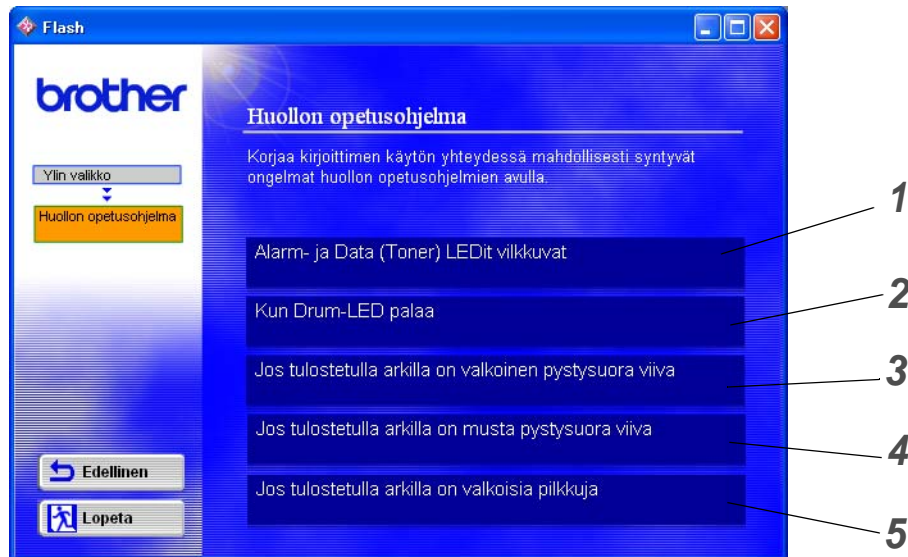 Flash
brother
Ylin valikko
Huollon opetusohjelma
Huollon opetusohjelma
Korjaa kirjoittimen käytön yhteydessä mahdollisesti syntyvät
ongelmat huollon opetusohjelmien avulla.
Alarm- ja Data (Toner) LEDit vilkkuvat
1
Kun Drum-LED palaa
2
Jos tulostetulla arkilla on valkoinen pystysuora viiva
3
Jos tulostetulla arkilla on musta pystysuora viiva
4
Jos tulostetulla arkilla on valkoisia pilkkuja
5
Edellinen
Lopeta